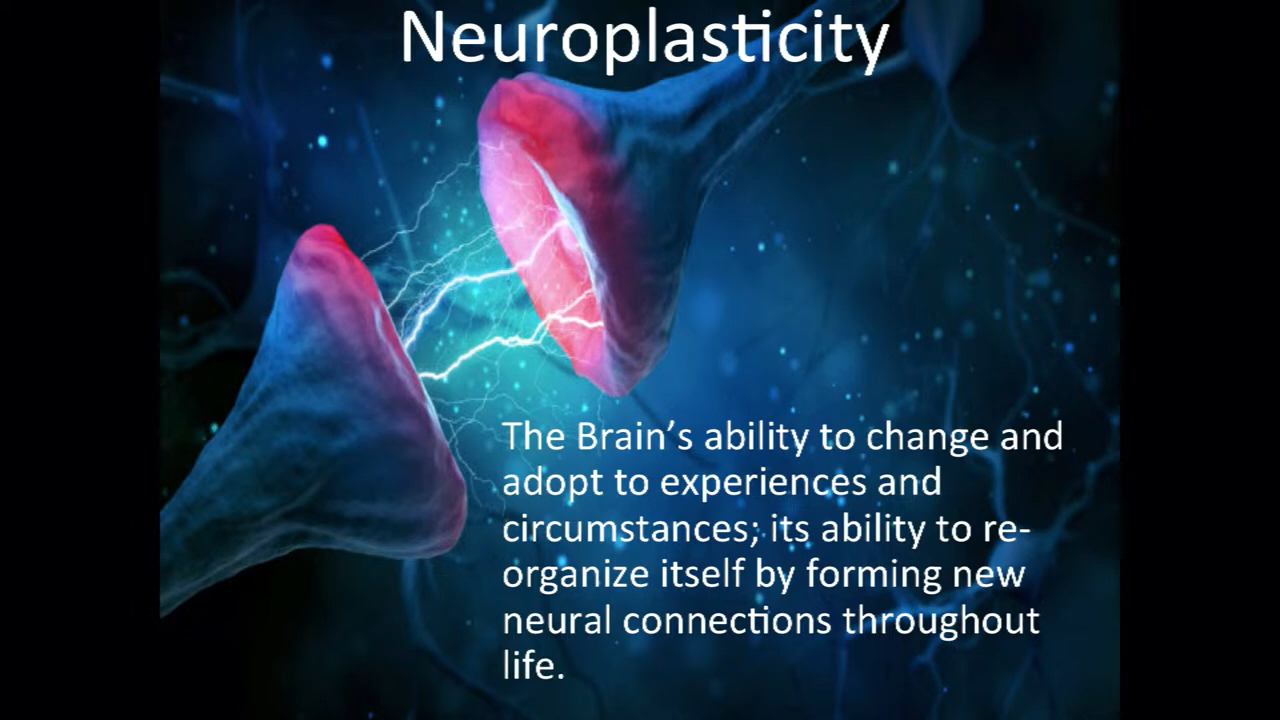 Neuroplasticity
The Brain’s ability to change and
adopt to experiences and
circumstances; its ability to re-
organize itself by forming new
neural connections throughout
life.